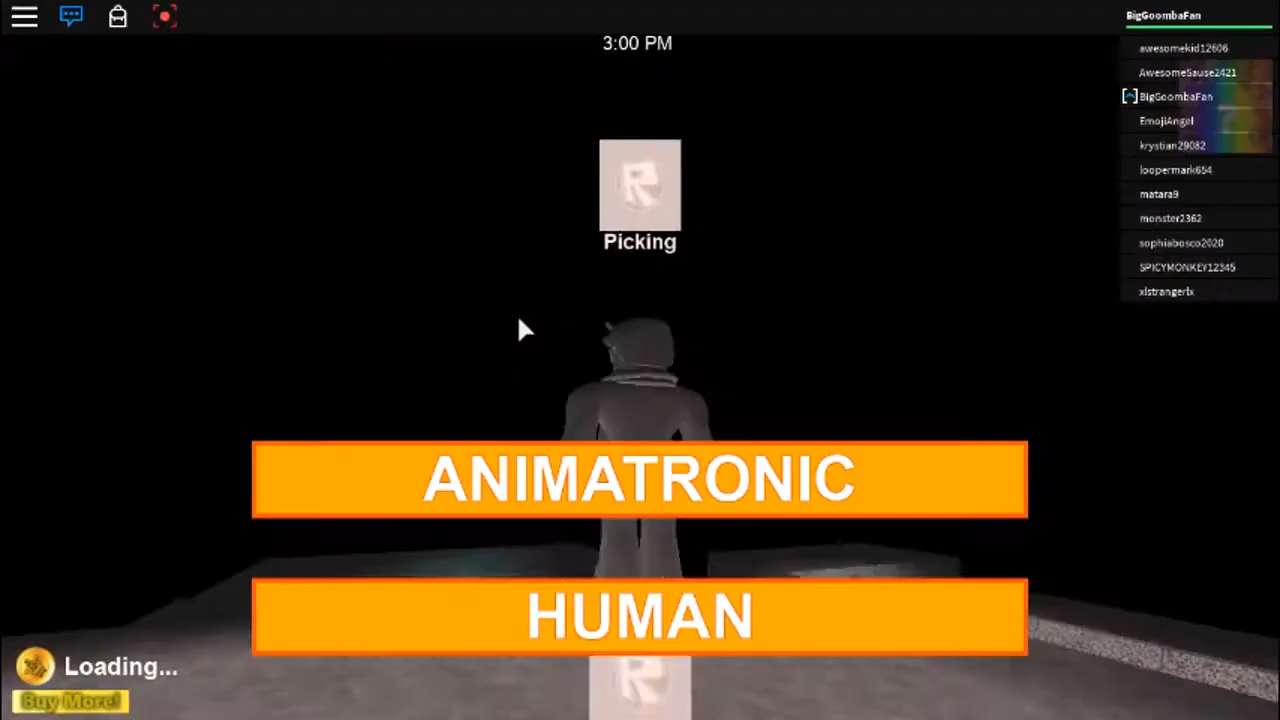 BigGoombaFan
3:00 PM
awesomekid12606
AwesomeSause2421
BigGoombaFan
EmojiAngel
krystian29082
loopermark654
matara9
monster2362
sophiabosco2020
SPICYMONKEY12345
xlstrangerlx
Picking
ANIMATRONIC
HUMAN
Loading...
Buy More!